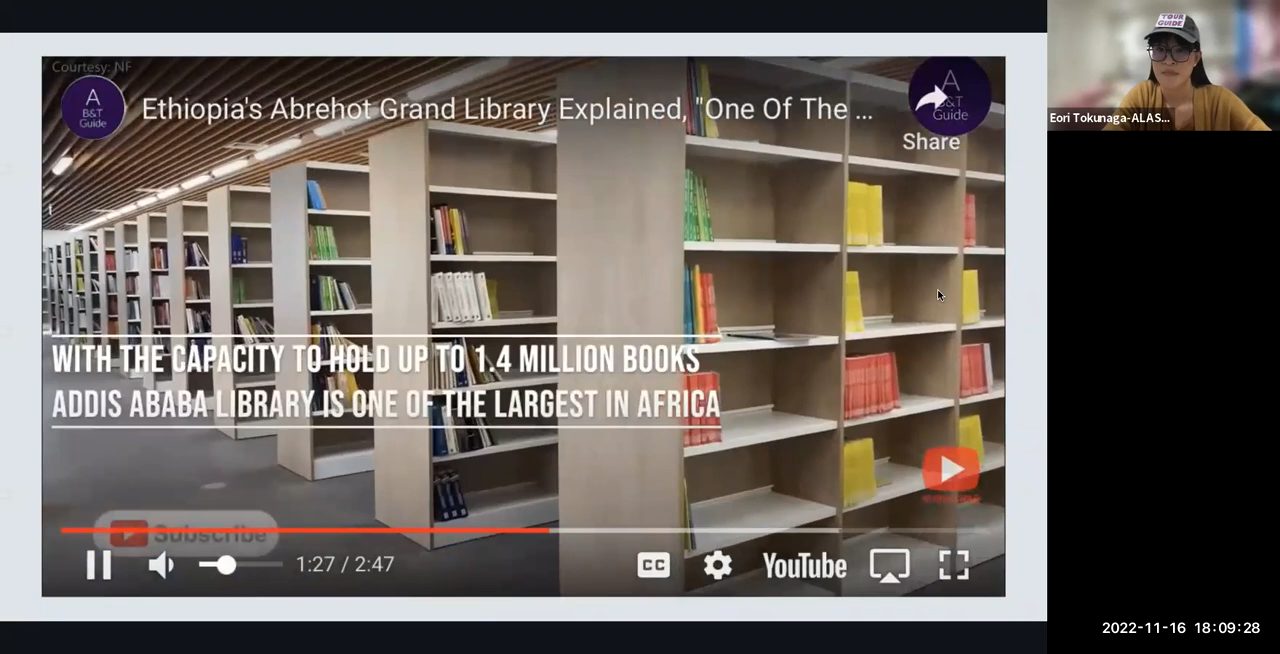 Courtesy: NF
A
B&T
Guide
Ethiopia's Abrehot Grand Library Explained, "One Of The ...
A
B&T
Guide
Share
TOUR
GUIDE
Eori Tokunaga-ALAS...
WITH THE CAPACITY TO HOLD UP TO 1.4 MILLION BOOKS
ADDIS ABABA LIBRARY IS ONE OF THE LARGEST IN AFRICA
Subscribe
1:27 / 2:47
CC
YouTube
2022-11-16 18:09:28